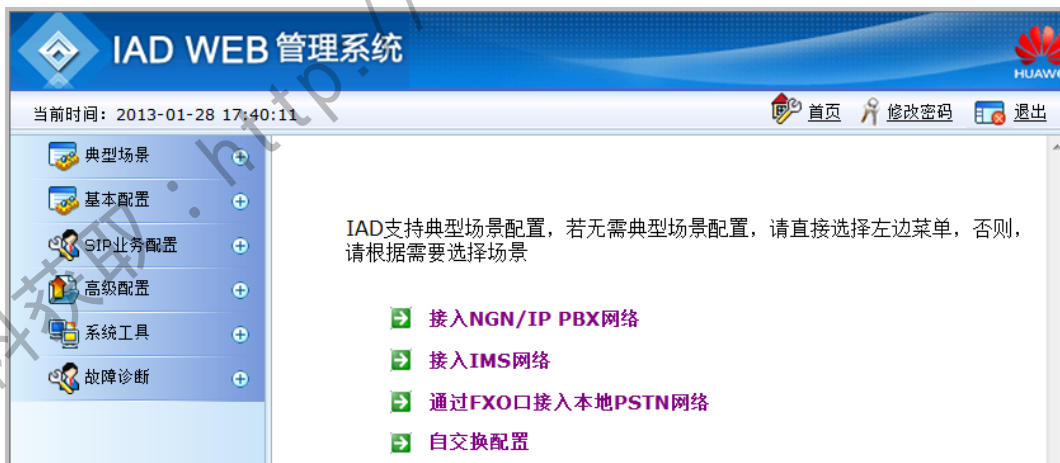 IAD WEB 管理系统
HUAWE
当前时间：2013-01-28 17:40:11
首页 修改密码 退出
典型场景
基本配置
SIP业务配置
高级配置
系统工具
故障诊断
IAD支持典型场景配置，若无需典型场景配置，请直接选择左边菜单，否则，
请根据需要选择场景
接入NGN/IP PBX网络
接入IMS网络
通过FXO口接入本地PSTN网络
自交换配置
科获取：http://